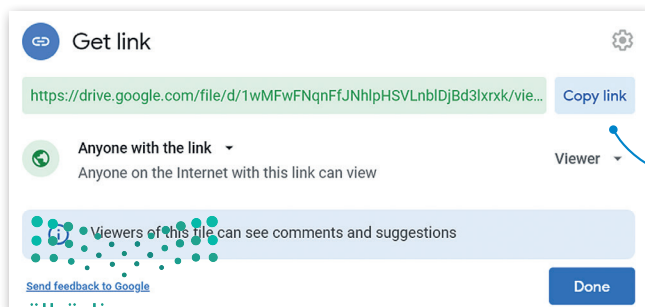 Get link
https://drive.google.com/file/d/1wMFwFNqnFfJNhlpHSVLnblDjBd3lxrxk/vie...
Copy link
Anyone with the link
Viewer
Anyone on the Internet with this link can view
Viewers of this file can see comments and suggestions
Send feedback to Google
Done